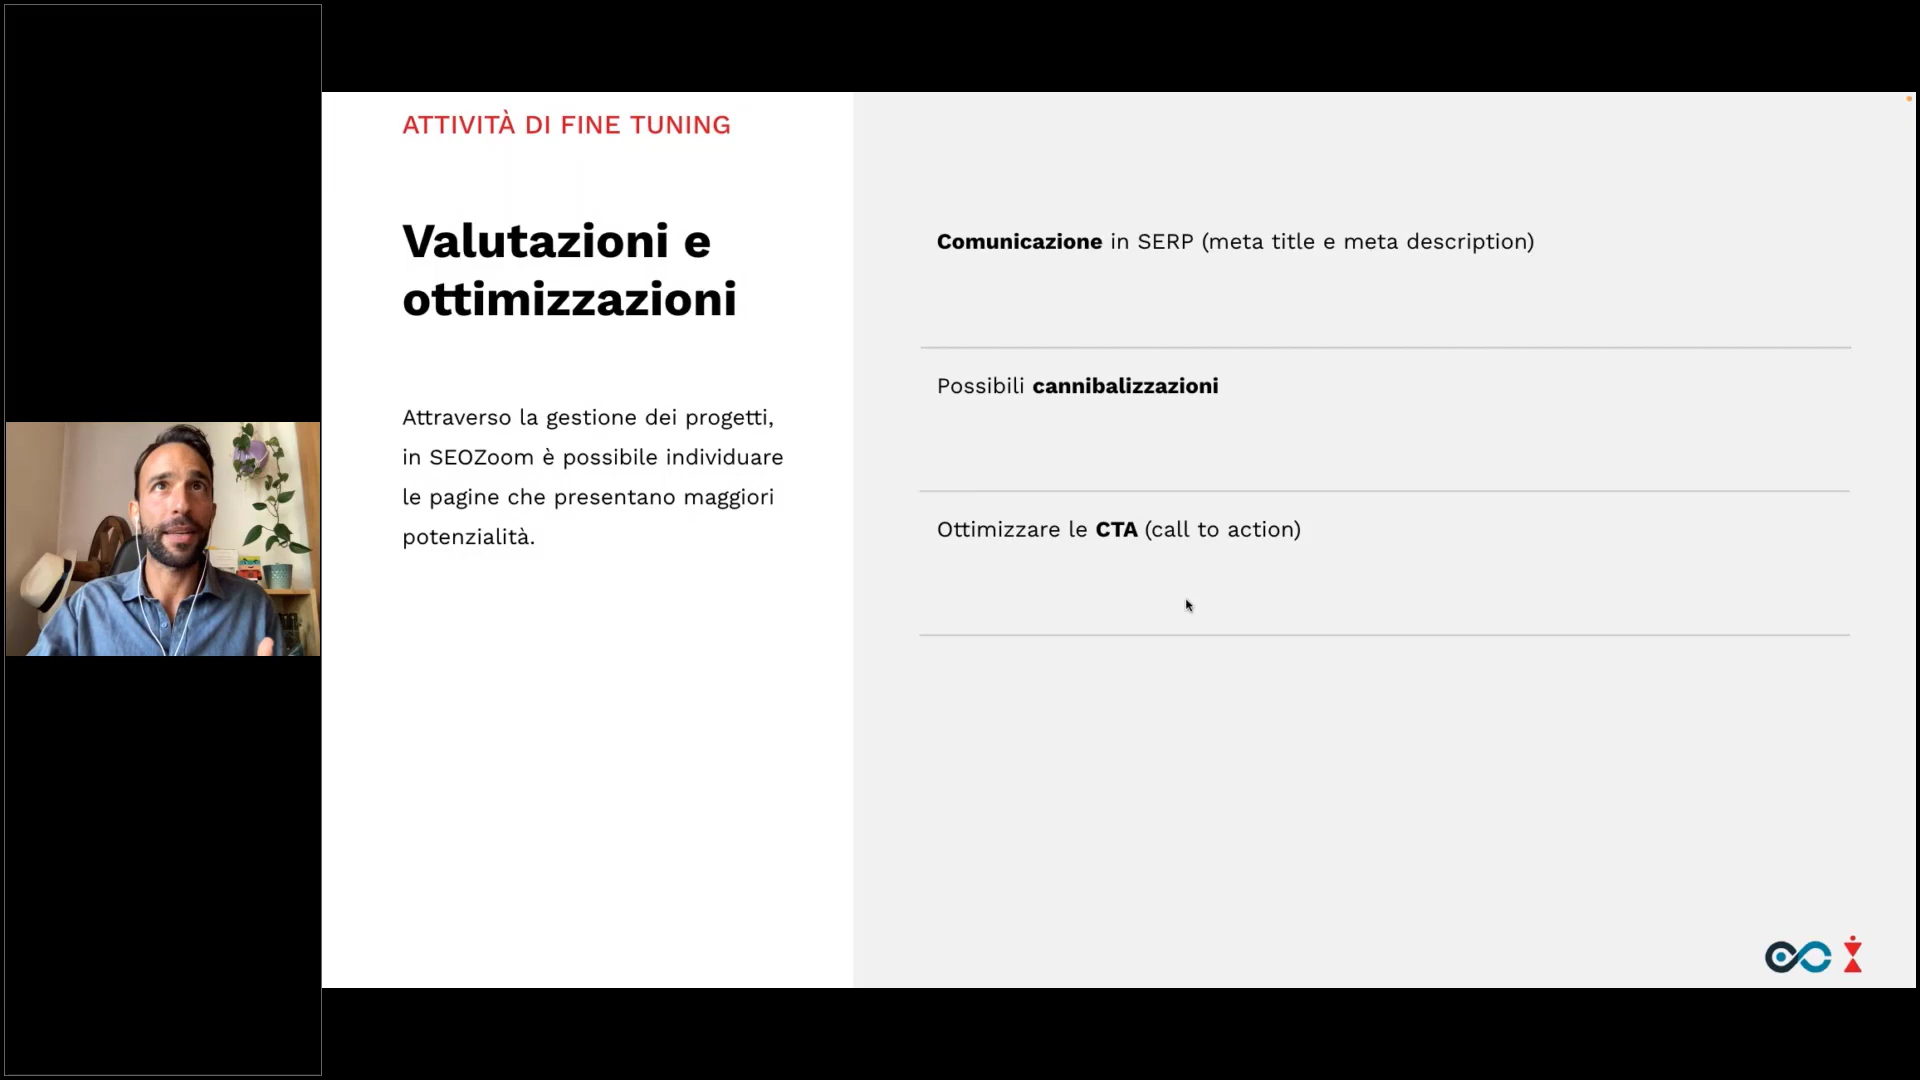 ATTIVITÀ DI FINE TUNING
Valutazioni e
ottimizzazioni
Attraverso la gestione dei progetti,
in SEOZoom è possibile individuare
le pagine che presentano maggiori
potenzialità.
Comunicazione in SERP (meta title e meta description)
Possibili cannibalizzazioni
Ottimizzare le CTA (call to action)